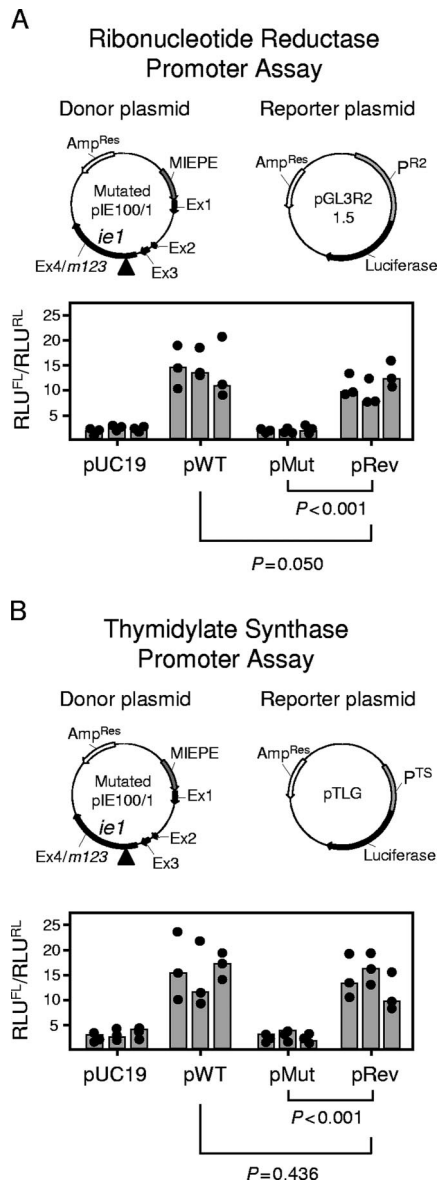 A
Ribonucleotide Reductase
Promoter Assay
Donor plasmid
Reporter plasmid
AmpRes
MIEPE
Mutated
pIE100/1
ie1
Ex1
Ex2
Ex3
Ex4/m123
AmpRes
PR2
pGL3R2
1.5
Luciferase
RLUFL/RLURL
25
20
15
10
5
pUC19 pWT pMut pRev
P<0.001
P=0.050
B
Thymidylate Synthase
Promoter Assay
Donor plasmid
Reporter plasmid
AmpRes
MIEPE
Mutated
pIE100/1
ie1
Ex1
Ex2
Ex3
Ex4/m123
AmpRes
PTS
pTLG
Luciferase
RLUFL/RLURL
25
20
15
10
5
pUC19 pWT pMut pRev
P<0.001
P=0.436